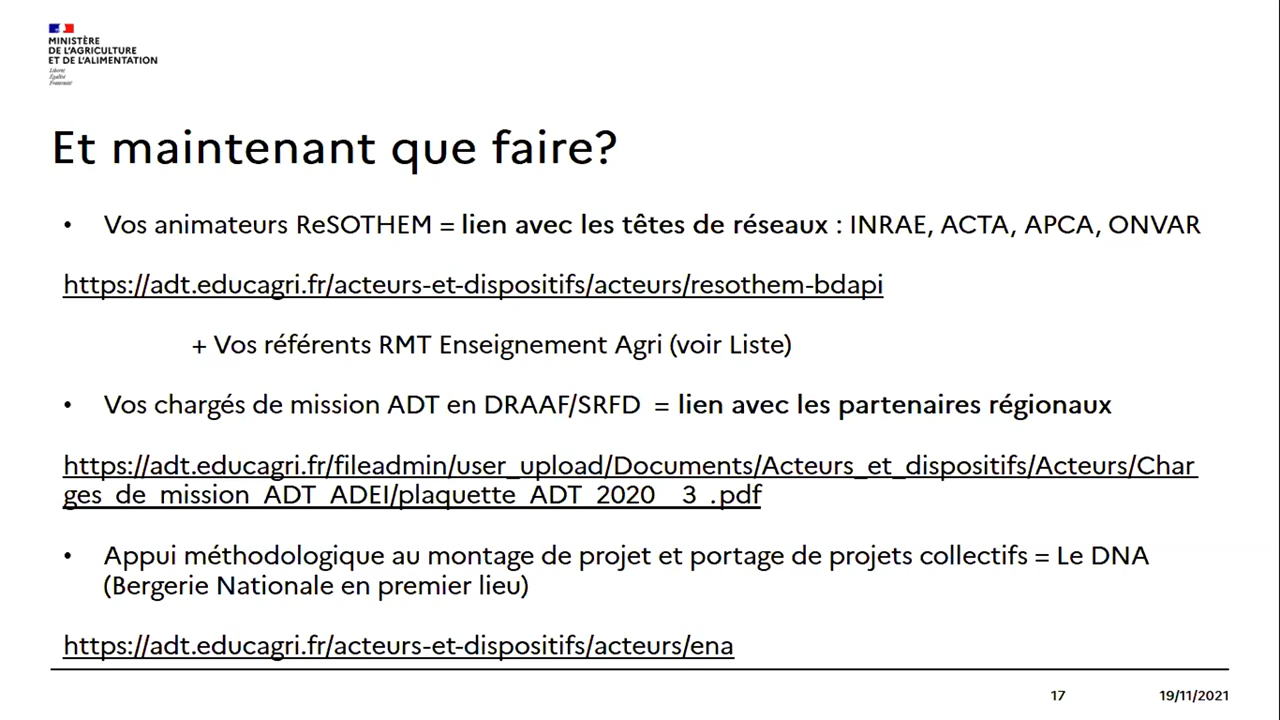 MINISTÈRE
DE L'AGRICULTURE
ET DE L'ALIMENTATION
Liberté
Égalité
Fraternité
Et maintenant que faire?
• Vos animateurs ReSOTHEM = lien avec les têtes de réseaux : INRAE, ACTA, APCA, ONVAR
https://adt.educagri.fr/acteurs-et-dispositifs/acteurs/resothem-bdapi
+ Vos référents RMT Enseignement Agri (voir Liste)
• Vos chargés de mission ADT en DRAAF/SRFD = lien avec les partenaires régionaux
https://adt.educagri.fr/fileadmin/user_upload/Documents/Acteurs_et_dispositifs/Acteurs/Char
ges_de_mission_ADT_ADEI/plaquette_ADT_2020__3_.pdf
• Appui méthodologique au montage de projet et portage de projets collectifs = Le DNA
(Bergerie Nationale en premier lieu)
https://adt.educagri.fr/acteurs-et-dispositifs/acteurs/ena
17 19/11/2021